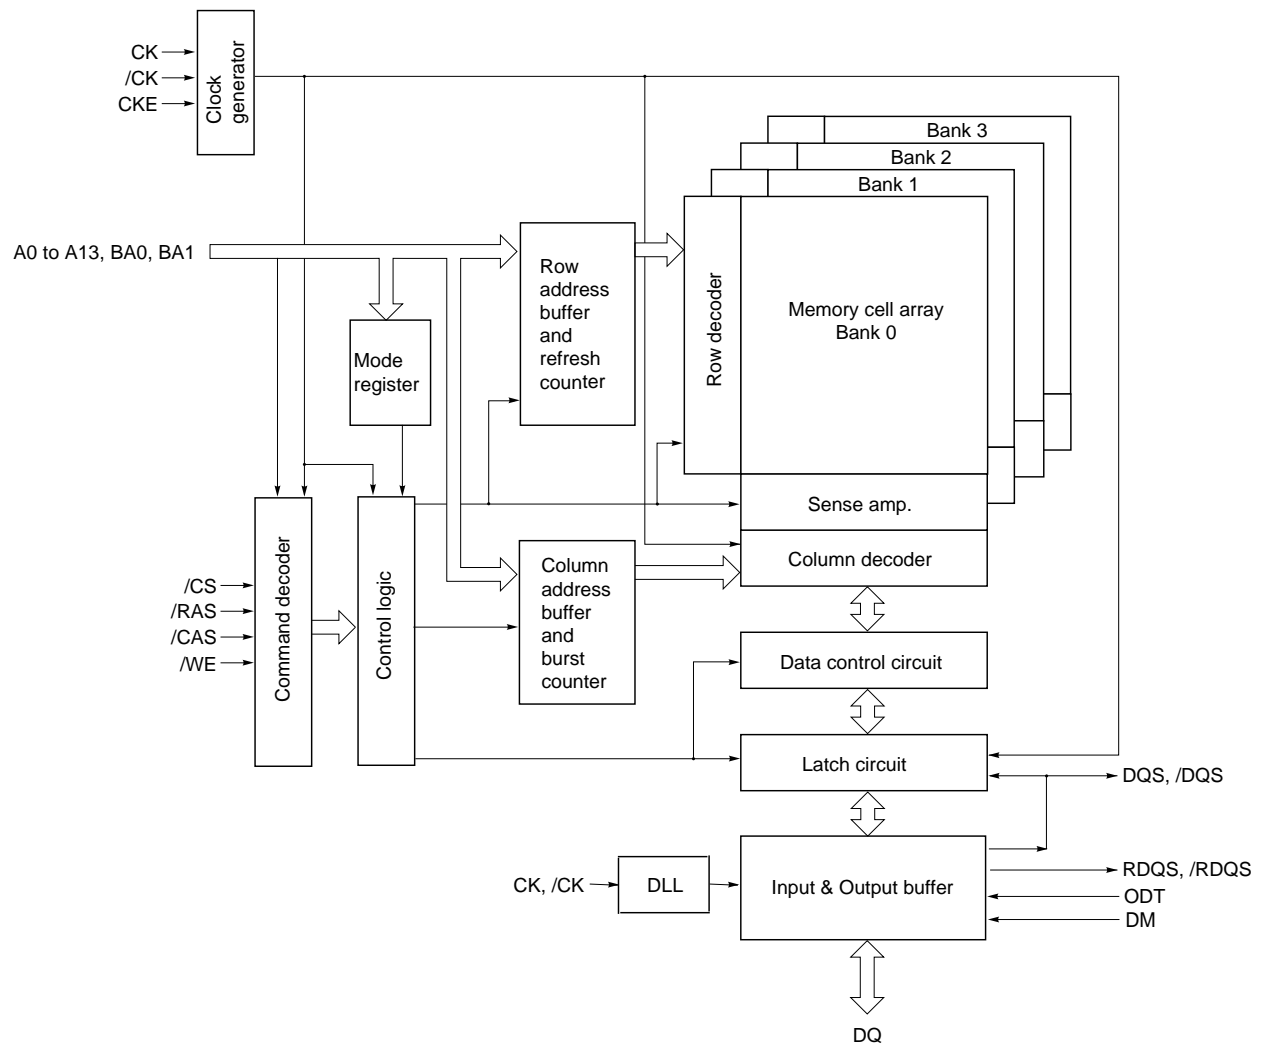 CK
/CK
CKE
Clock
generator
Bank 3
Bank 2
Bank 1
A0 to A13, BA0, BA1
Row
address
buffer
and
refresh
counter
Row decoder
Memory cell array
Bank 0
Mode
register
Sense amp.
Command decoder
Control logic
Column
address
buffer
and
burst
counter
Column decoder
/CS
/RAS
/CAS
/WE
Data control circuit
Latch circuit
DQS, /DQS
CK, /CK
DLL
Input & Output buffer
RDQS, /RDQS
ODT
DM
DQ